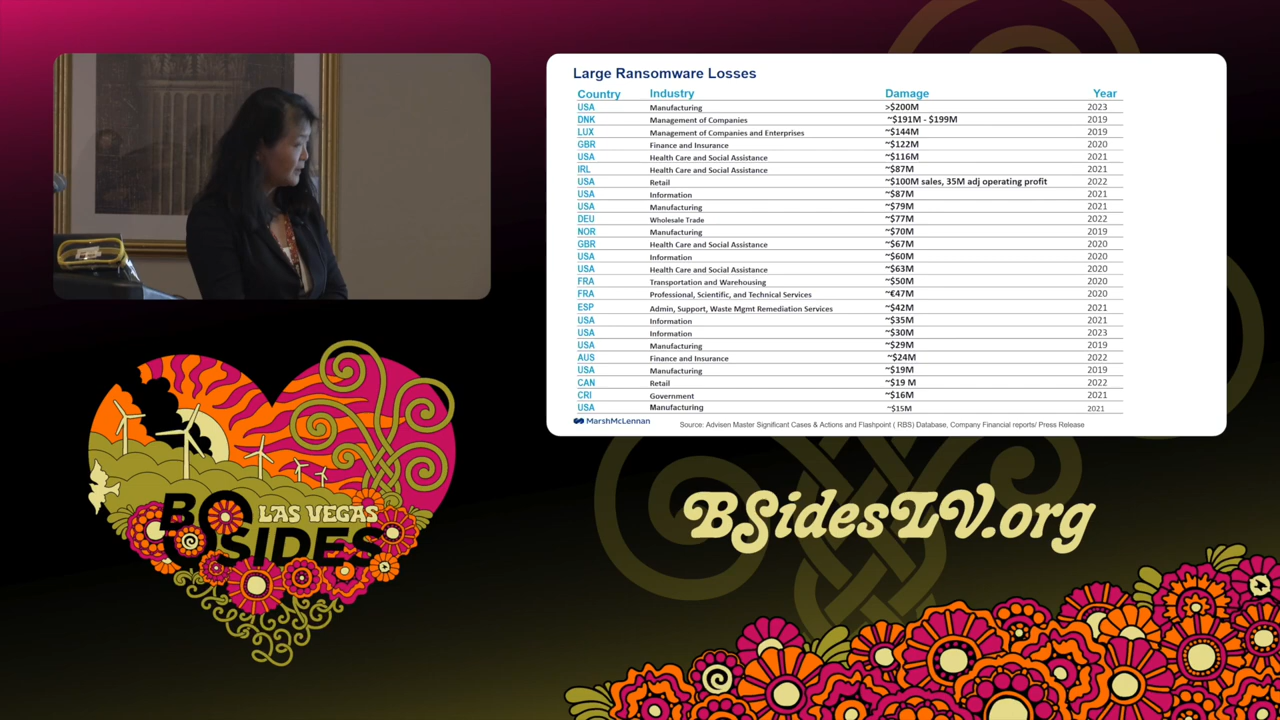 Large Ransomware Losses
Country Industry Damage Year
USA Manufacturing >$200M 2023
DNK Management of Companies ~$191M - $199M 2019
LUX Management of Companies and Enterprises ~$144M 2019
GBR Finance and Insurance ~$122M 2020
USA Health Care and Social Assistance ~$116M 2021
IRL Health Care and Social Assistance ~$87M 2021
USA Retail ~$100M sales, 35M adj operating profit 2022
USA Information ~$87M 2021
USA Manufacturing ~$79M 2021
DEU Wholesale Trade ~$77M 2022
NOR Manufacturing ~$70M 2019
GBR Health Care and Social Assistance ~$67M 2020
USA Information ~$60M 2020
USA Health Care and Social Assistance ~$63M 2020
FRA Transportation and Warehousing ~$50M 2020
FRA Professional, Scientific, and Technical Services ~€47M 2020
ESP Admin, Support, Waste Mgmt Remediation Services ~$42M 2021
USA Information ~$35M 2021
USA Information ~$30M 2023
USA Manufacturing ~$29M 2019
AUS Finance and Insurance ~$24M 2022
USA Manufacturing ~$19M 2019
CAN Retail ~$19 M 2022
CRI Government ~$16M 2021
USA Manufacturing ~$15M 2021
MarshMcLennan
Source: Advisen Master Significant Cases & Actions and Flashpoint ( RBS) Database, Company Financial reports/ Press Release
LAS VEGAS
BSIDES
BSidesLV.org